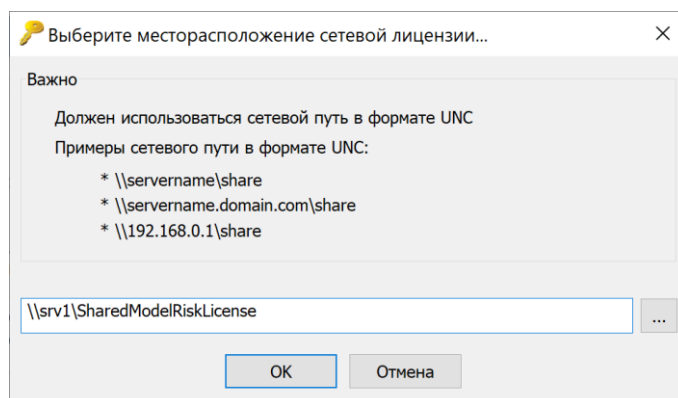 Выберите месторасположение сетевой лицензии...
Важно
Должен использоваться сетевой путь в формате UNC
Примеры сетевого пути в формате UNC:
* \\servername\share
* \\servername.domain.com\share
* \\192.168.0.1\share
\\srv1\SharedModelRiskLicense
...
OK
Отмена